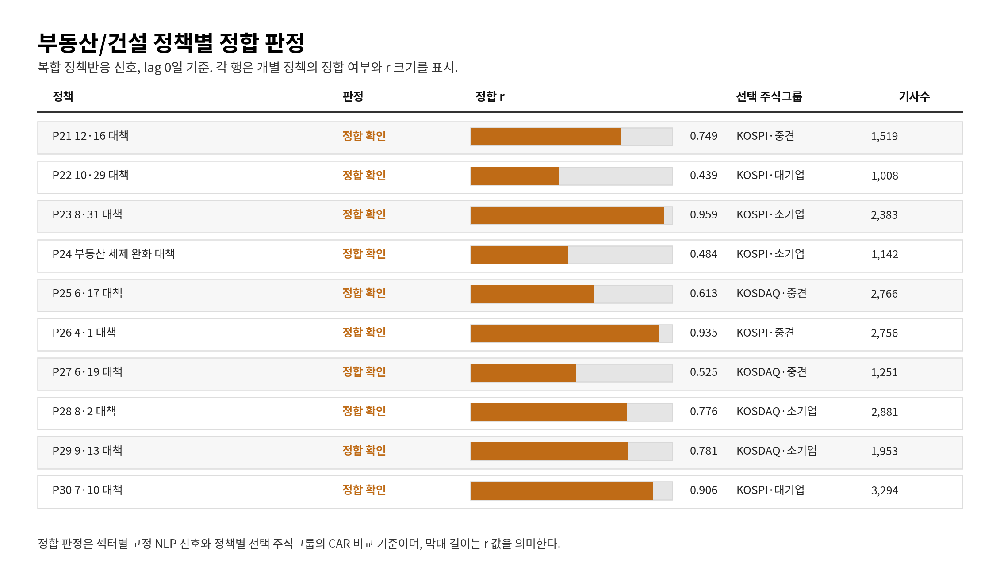 부동산/건설 정책별 정합 판정
복합 정책반응 신호, lag 0일 기준. 각 행은 개별 정책의 정합 여부와 r 크기를 표시.
정책 판정 정합 r 선택 주식그룹 기사수
P21 12·16 대책 정합 확인 0.749 KOSPI·중견 1,519
P22 10·29 대책 정합 확인 0.439 KOSPI·대기업 1,008
P23 8·31 대책 정합 확인 0.959 KOSPI·소기업 2,383
P24 부동산 세제 완화 대책 정합 확인 0.484 KOSPI·소기업 1,142
P25 6·17 대책 정합 확인 0.613 KOSDAQ·중견 2,766
P26 4·1 대책 정합 확인 0.935 KOSPI·중견 2,756
P27 6·19 대책 정합 확인 0.525 KOSDAQ·중견 1,251
P28 8·2 대책 정합 확인 0.776 KOSDAQ·소기업 2,881
P29 9·13 대책 정합 확인 0.781 KOSDAQ·소기업 1,953
P30 7·10 대책 정합 확인 0.906 KOSPI·대기업 3,294
정합 판정은 섹터별 고정 NLP 신호와 정책별 선택 주식그룹의 CAR 비교 기준이며, 막대 길이는 r 값을 의미한다.